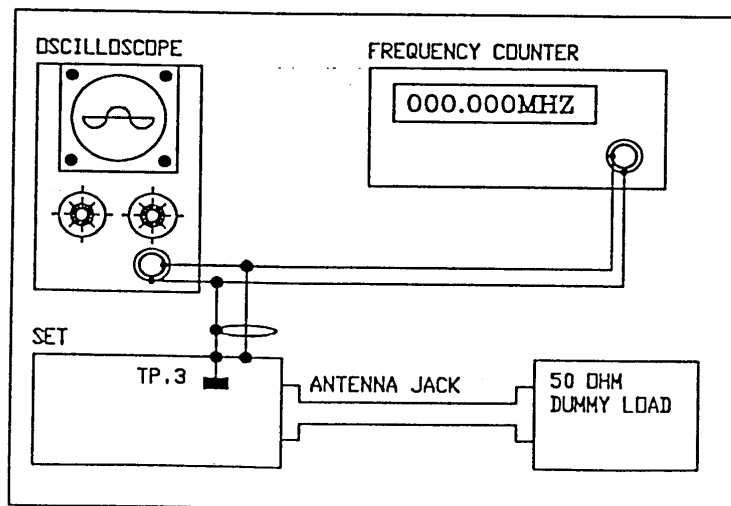 OSCILLOSCOPE
FREQUENCY COUNTER
000.000MHZ
SET
TP.3
ANTENNA JACK
50 OHM
DUMMY LOAD